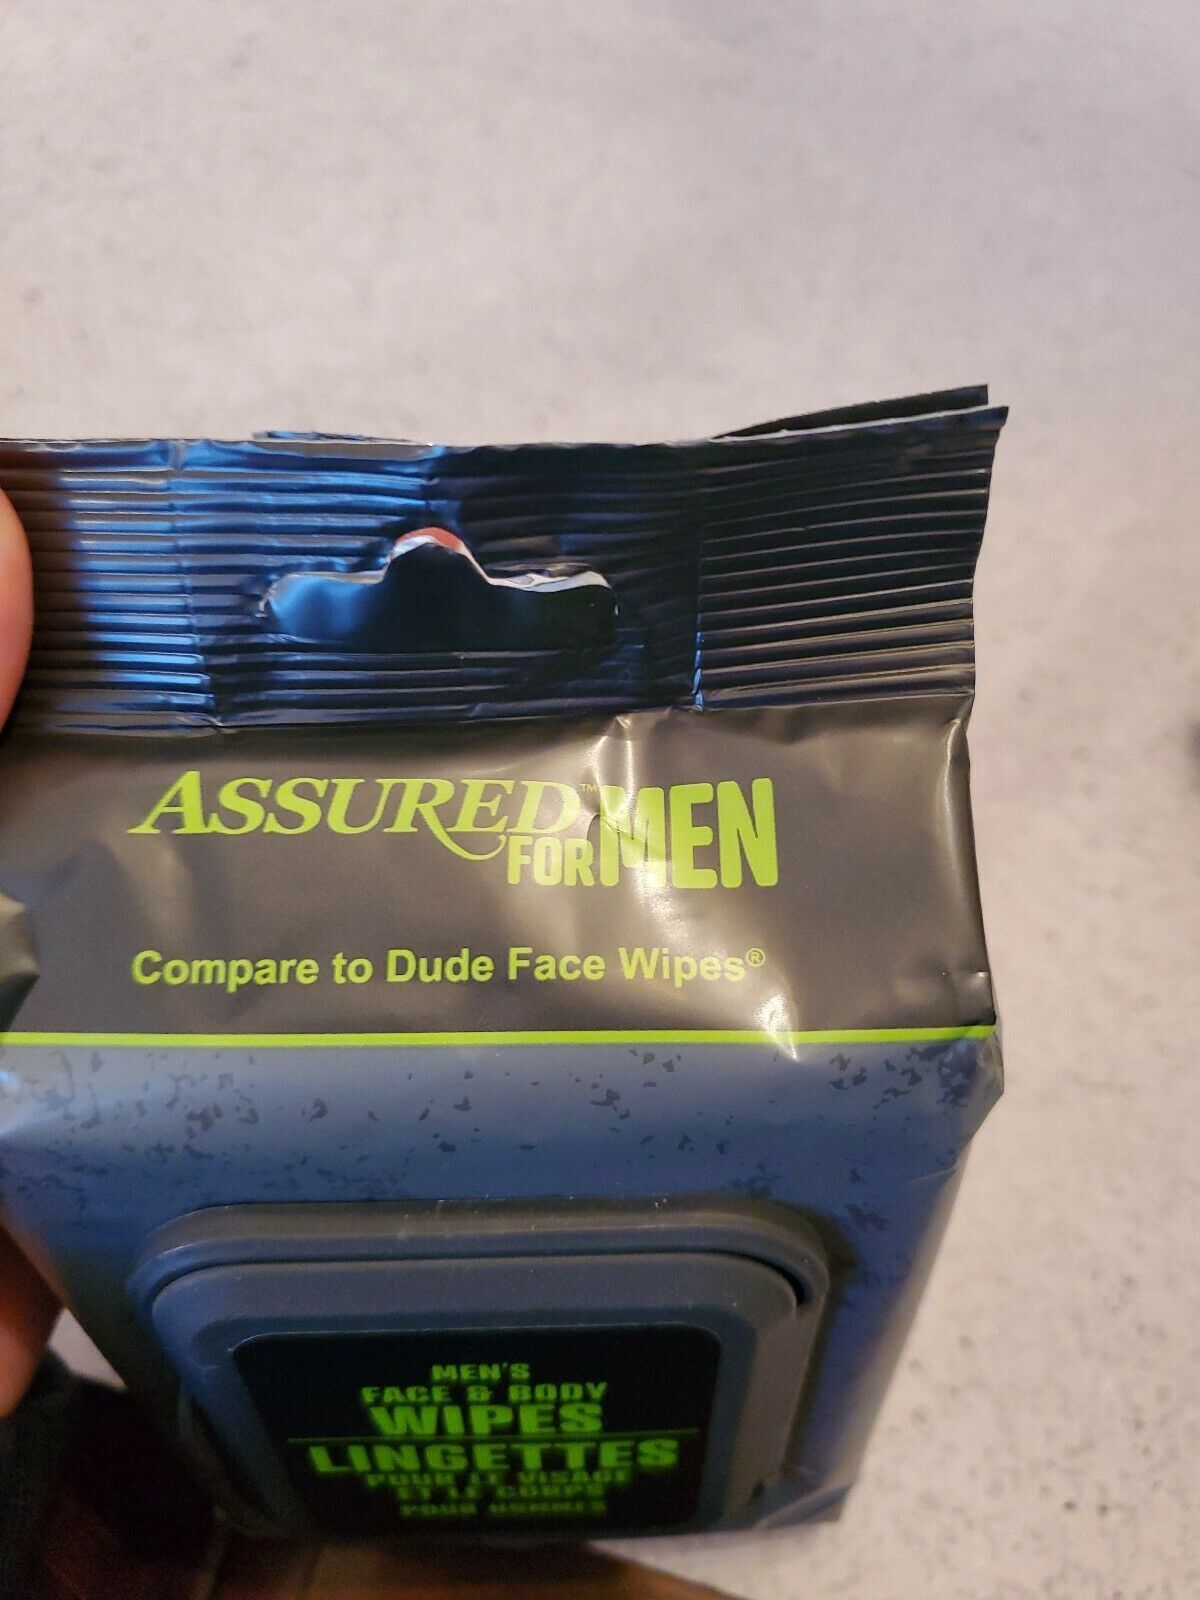 ASSURED™ FOR MEN
Compare to Dude Face Wipes®
MEN'S
FACE & BODY
WIPES
LINGETTES
POUR LE VISAGE
ET LE CORPS
POUR HOMMES